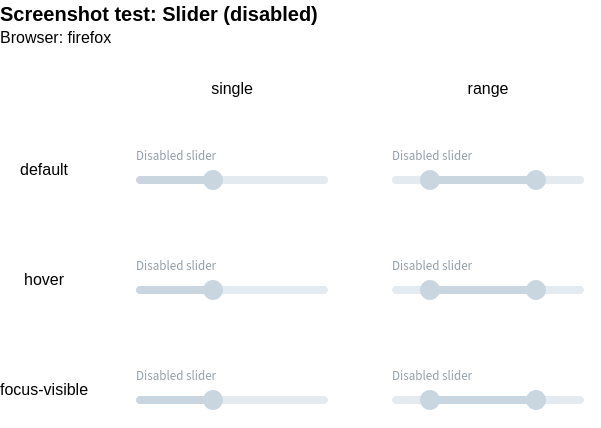 Screenshot test: Slider (disabled)
Browser: firefox
single range
Disabled slider Disabled slider
default
Disabled slider Disabled slider
hover
Disabled slider Disabled slider
focus-visible